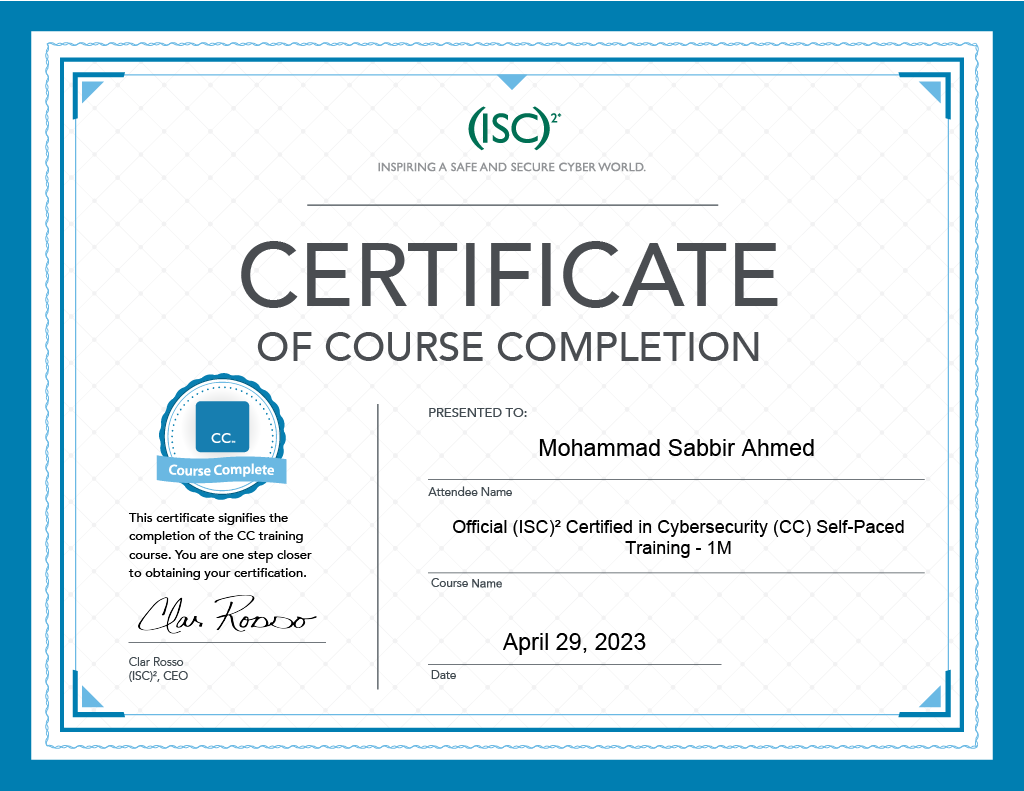 (ISC)²®
INSPIRING A SAFE AND SECURE CYBER WORLD.
CERTIFICATE
OF COURSE COMPLETION
CC℠
Course Complete
This certificate signifies the
completion of the CC training
course. You are one step closer
to obtaining your certification.
Clar Rosso
Clar Rosso
(ISC)², CEO
PRESENTED TO:
Mohammad Sabbir Ahmed
Attendee Name
Official (ISC)² Certified in Cybersecurity (CC) Self-Paced
Training - 1M
Course Name
April 29, 2023
Date